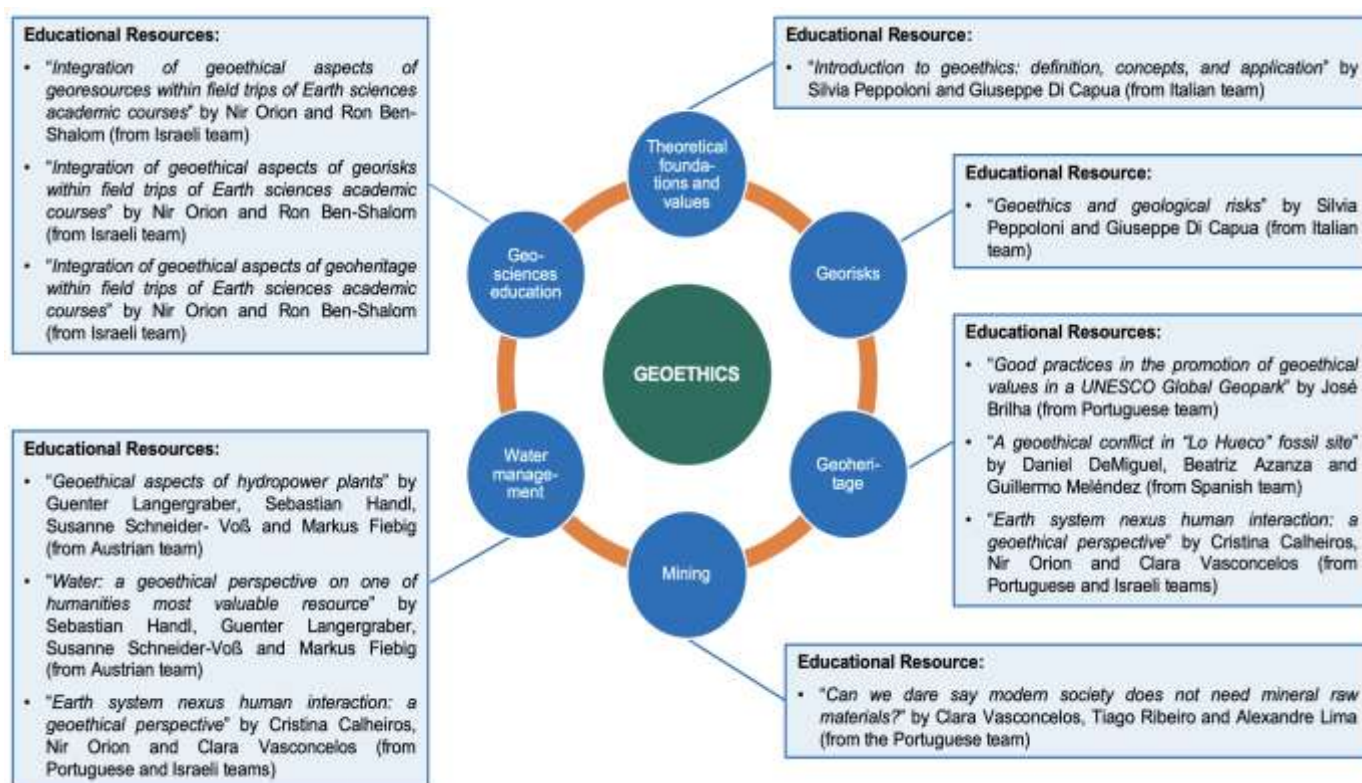 Educational Resources:
• "Integration of geoethical aspects of
georesources within field trips of Earth sciences
academic courses" by Nir Orion and Ron Ben-
Shalom (from Israeli team)
• "Integration of geoethical aspects of georisks
within field trips of Earth sciences academic
courses" by Nir Orion and Ron Ben-Shalom
(from Israeli team)
• "Integration of geoethical aspects of geoheritage
within field trips of Earth sciences academic
courses" by Nir Orion and Ron Ben-Shalom
(from Israeli team)
Educational Resource:
• "Introduction to geoethics: definition, concepts, and application" by
Silvia Peppoloni and Giuseppe Di Capua (from Italian team)
Theoretical
founda-
tions and
values
Educational Resource:
• "Geoethics and geological risks" by Silvia
Peppoloni and Giuseppe Di Capua (from Italian
team)
Geo-
sciences
education
Georisks
GEOETHICS
Educational Resources:
• "Good practices in the promotion of geoethical
values in a UNESCO Global Geopark" by José
Brilha (from Portuguese team)
• "A geoethical conflict in "Lo Hueco" fossil site"
by Daniel DeMiguel, Beatriz Azanza and
Guillermo Meléndez (from Spanish team)
• "Earth system nexus human interaction: a
geoethical perspective" by Cristina Calheiros,
Nir Orion and Clara Vasconcelos (from
Portuguese and Israeli teams)
Water
manage-
ment
Geoheri-
tage
Mining
Educational Resources:
• "Geoethical aspects of hydropower plants" by
Guenter Langergraber, Sebastian Handl,
Susanne Schneider- Voß and Markus Fiebig
(from Austrian team)
• "Water: a geoethical perspective on one of
humanities most valuable resource" by
Sebastian Handl, Guenter Langergraber,
Susanne Schneider-Voß and Markus Fiebig
(from Austrian team)
• "Earth system nexus human interaction: a
geoethical perspective" by Cristina Calheiros,
Nir Orion and Clara Vasconcelos (from
Portuguese and Israeli teams)
Educational Resource:
• "Can we dare say modern society does not need mineral raw
materials?" by Clara Vasconcelos, Tiago Ribeiro and Alexandre Lima
(from the Portuguese team)